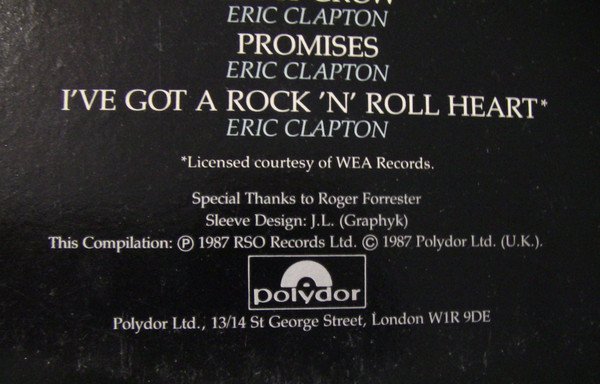 ERIC CLAPTON
PROMISES
ERIC CLAPTON
I'VE GOT A ROCK 'N' ROLL HEART*
ERIC CLAPTON
*Licensed courtesy of WEA Records.
Special Thanks to Roger Forrester
Sleeve Design: J.L. (Graphyk)
This Compilation: ℗ 1987 RSO Records Ltd. © 1987 Polydor Ltd. (U.K.).
polydor
Polydor Ltd., 13/14 St George Street, London W1R 9DE